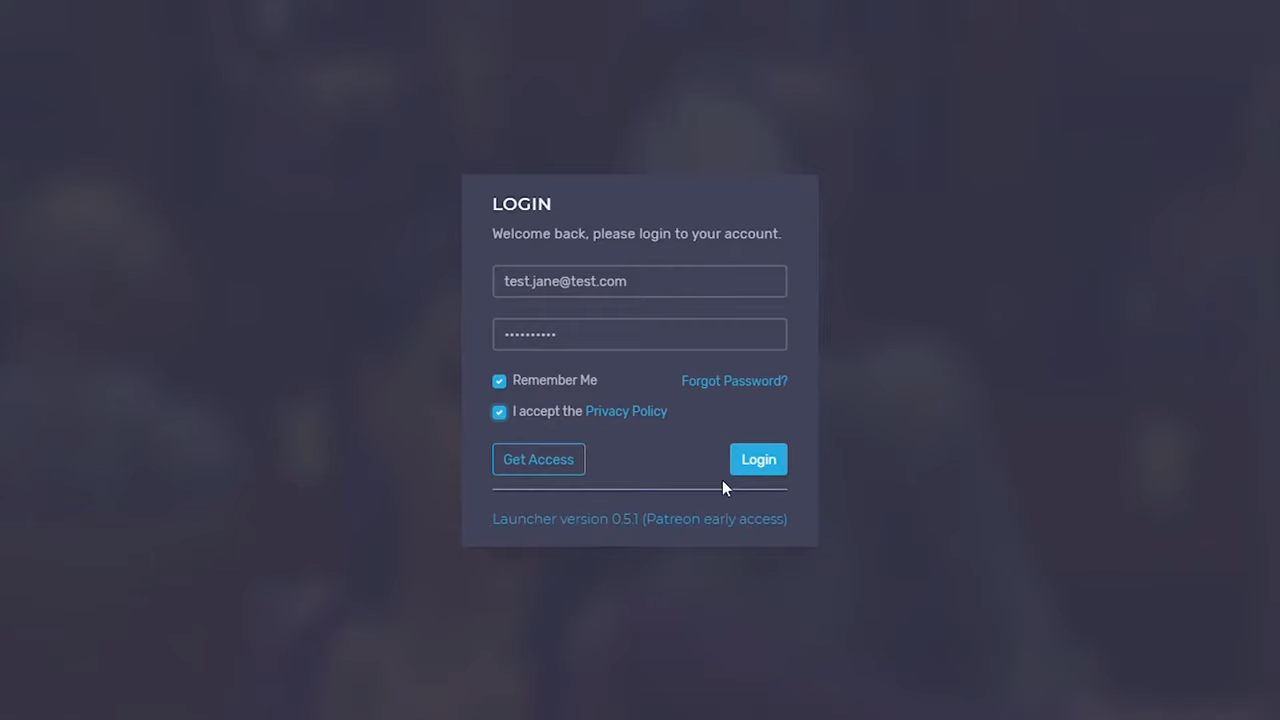 LOGIN
Welcome back, please login to your account.
test.jane@test.com
••••••••••
Remember Me Forgot Password?
I accept the Privacy Policy
Get Access Login
Launcher version 0.5.1 (Patreon early access)